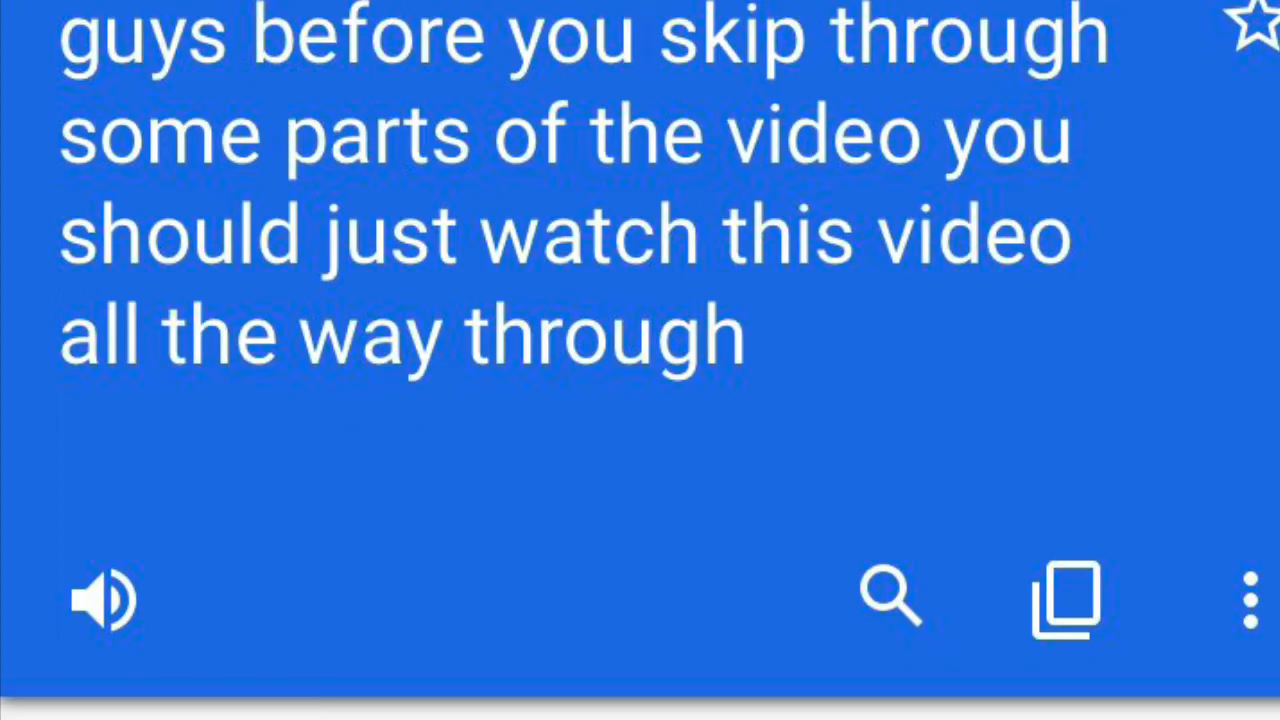 guys before you skip through
some parts of the video you
should just watch this video
all the way through